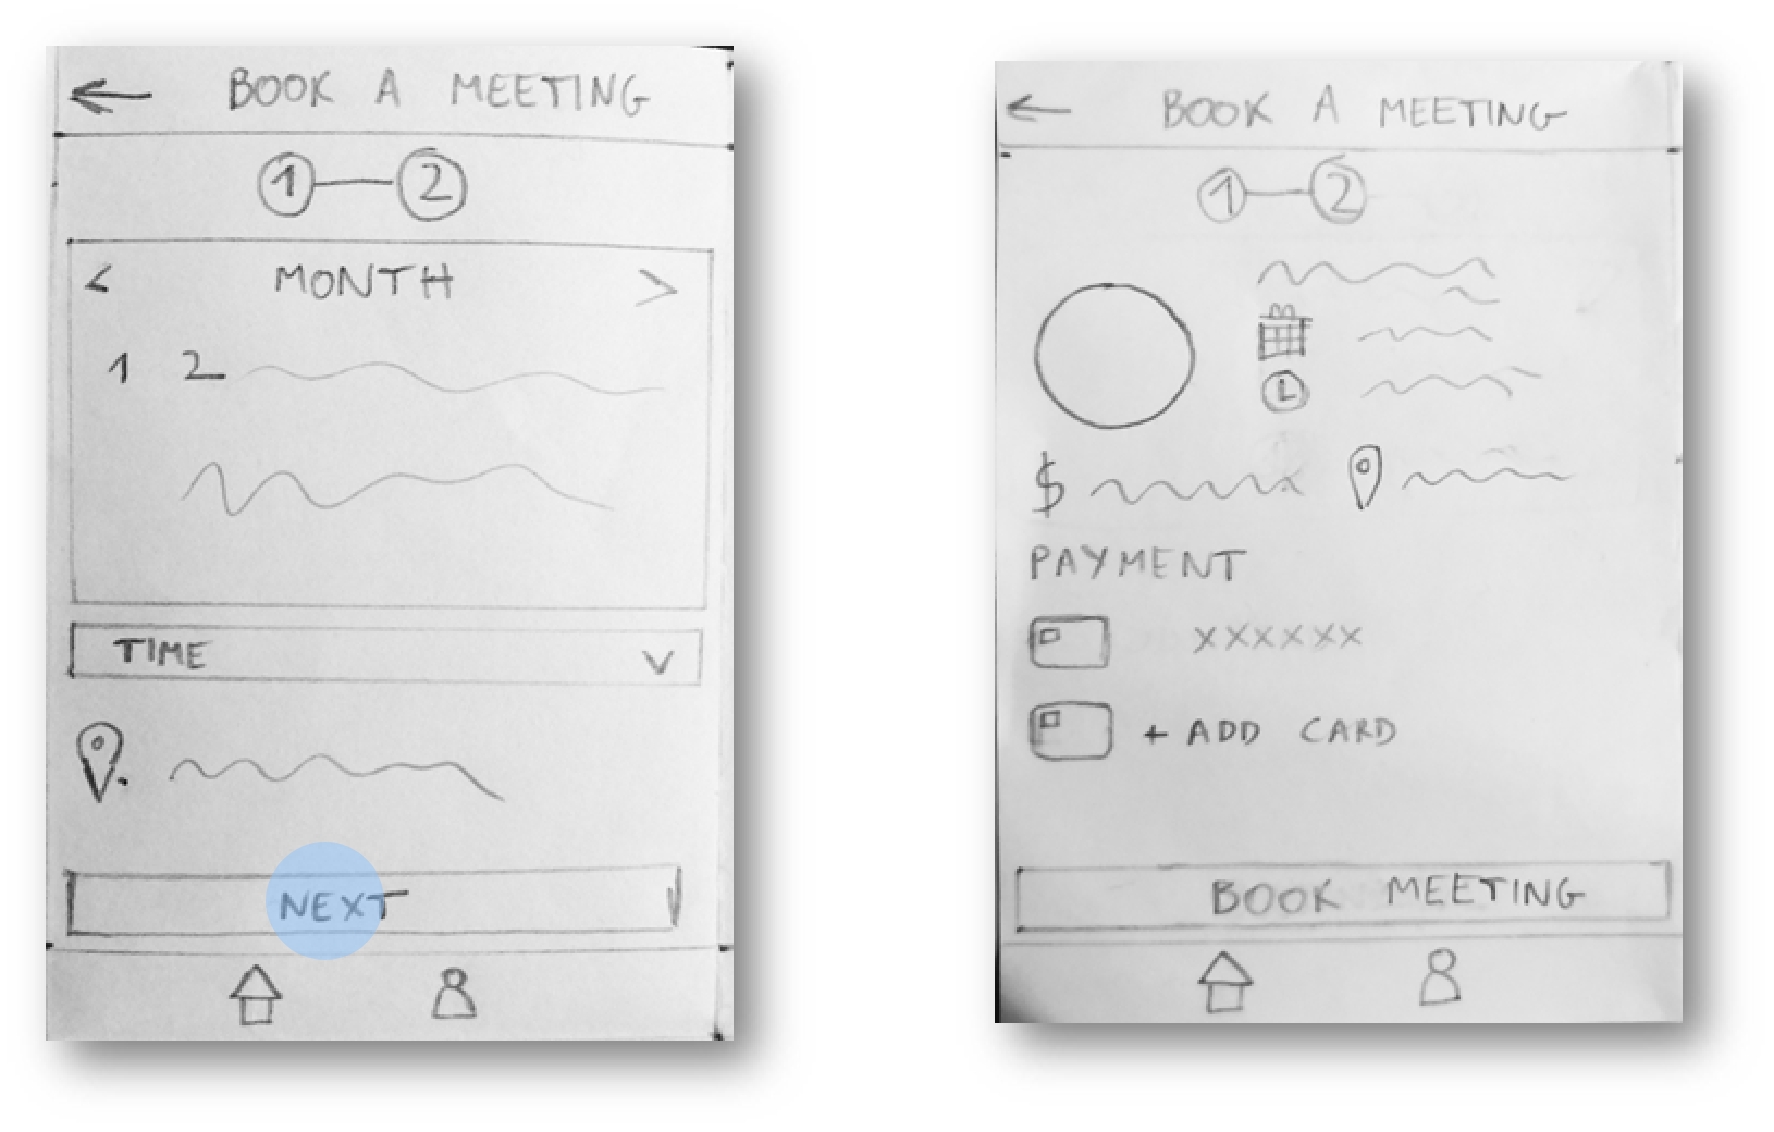 BOOK A MEETING
1 2
< MONTH >
1 2
TIME
NEXT
BOOK A MEETING
1 2
$
PAYMENT
XXXXXX
+ ADD CARD
BOOK MEETING